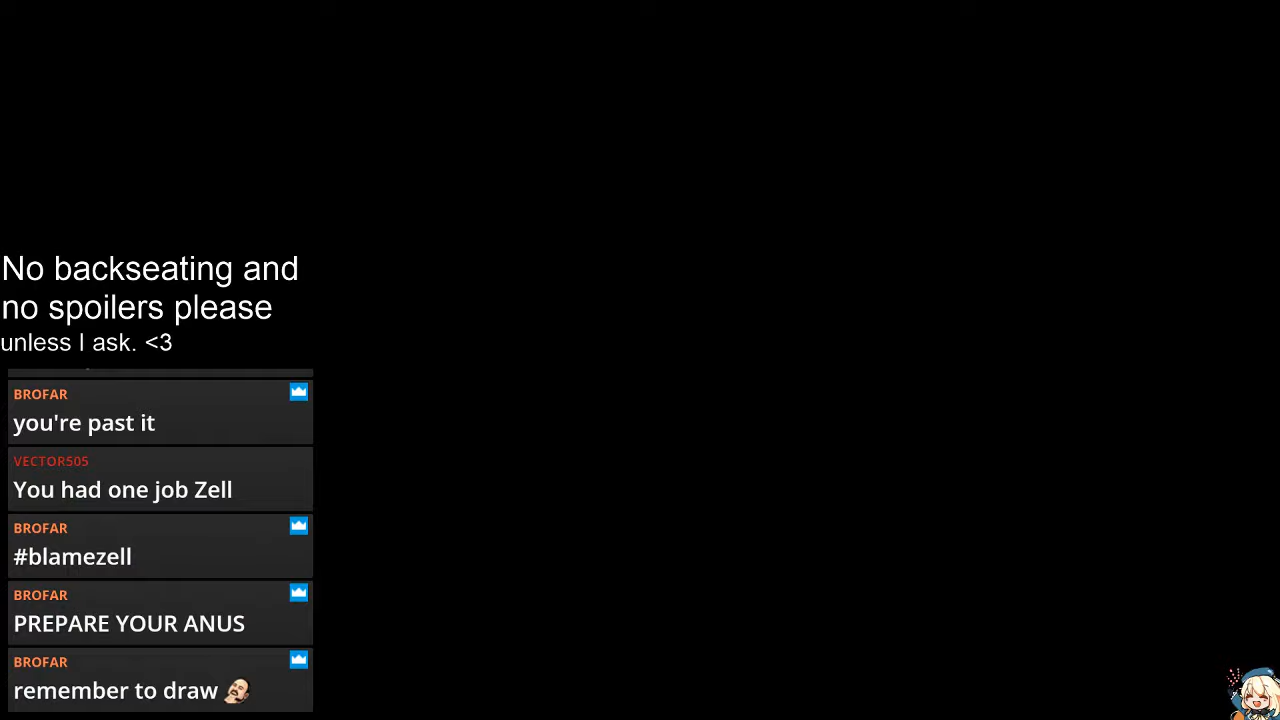 No backseating and
no spoilers please
unless I ask. <3
BROFAR
you're past it
VECTOR505
You had one job Zell
BROFAR
#blamezell
BROFAR
PREPARE YOUR ANUS
BROFAR
remember to draw